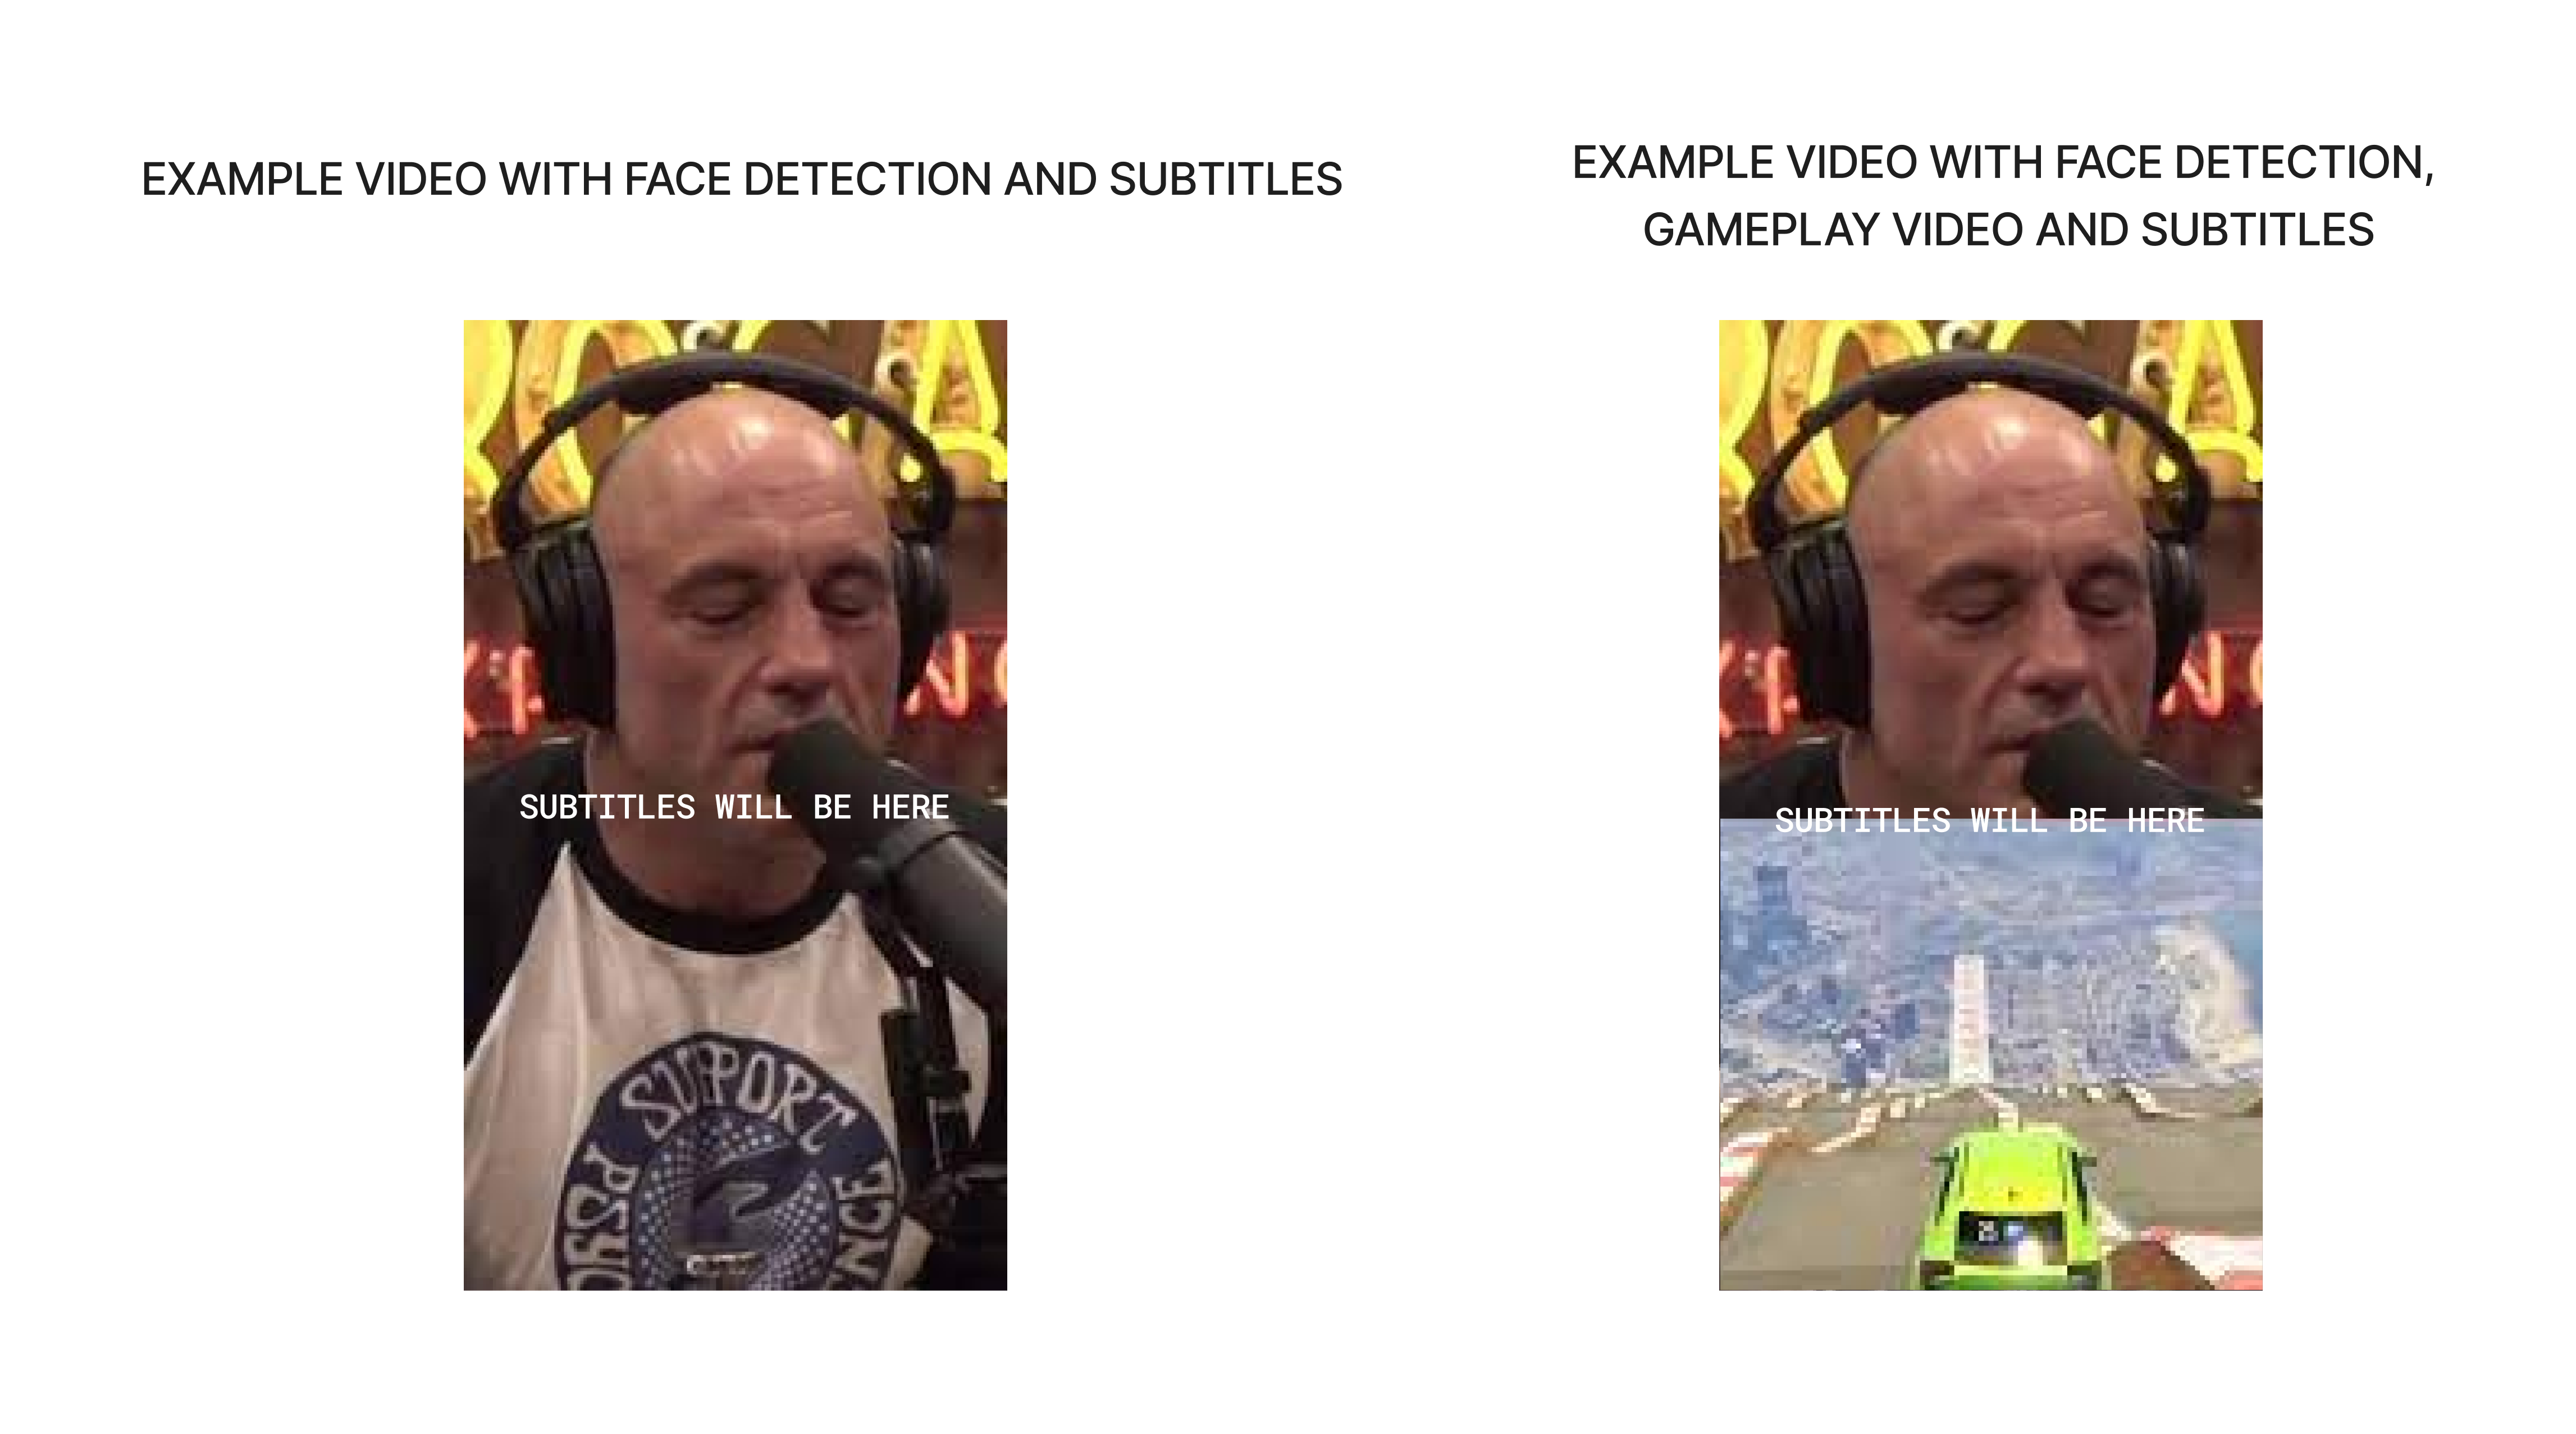 EXAMPLE VIDEO WITH FACE DETECTION AND SUBTITLES
SUBTITLES WILL BE HERE
SUPPORT
EXAMPLE VIDEO WITH FACE DETECTION,
GAMEPLAY VIDEO AND SUBTITLES
SUBTITLES WILL BE HERE